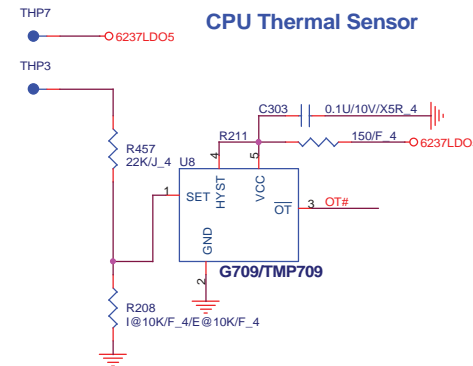 THP7
CPU Thermal Sensor
6237LDO5
THP3
C303
0.1U/10V/X5R_4
R211
150/F_4
6237LDO
R457
22K/J_4
U8
4
5
1
SET
HYST
VCC
OT
3
OT#
GND
2
G709/TMP709
R208
I@10K/F_4/E@10K/F_4